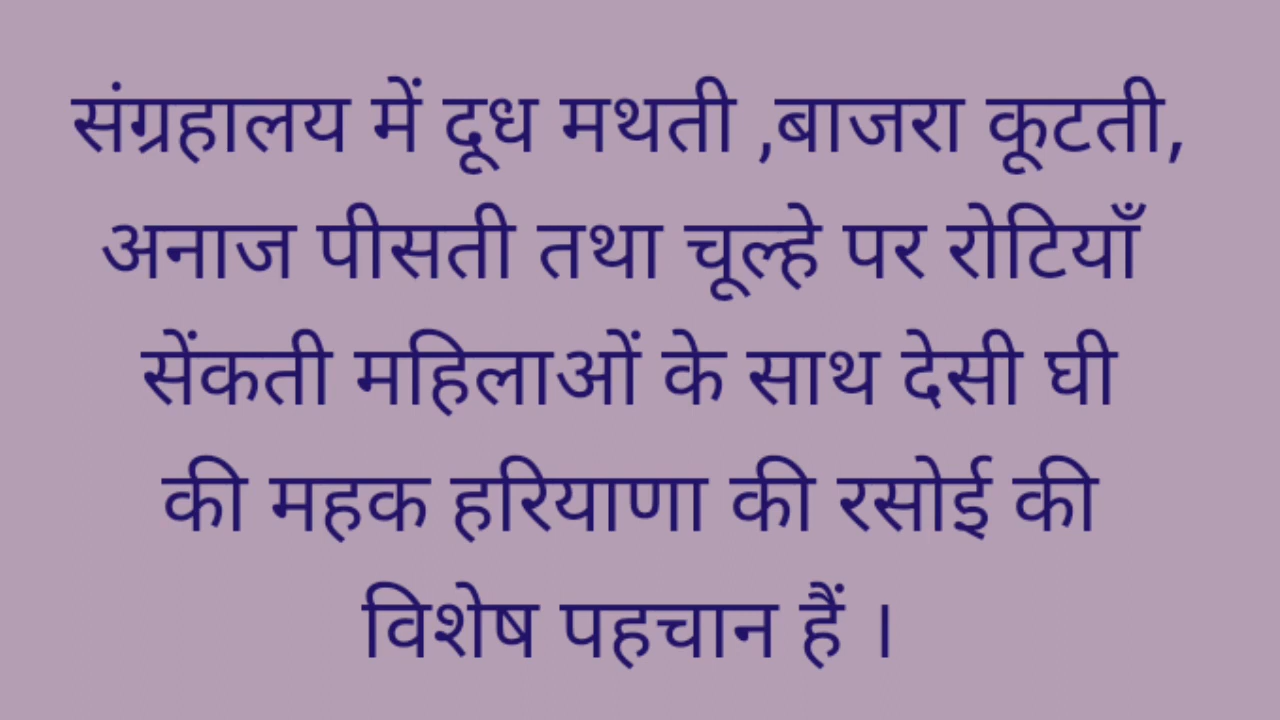 संग्रहालय में दूध मथती ,बाजरा कूटती,
अनाज पीसती तथा चूल्हे पर रोटियाँ
सेंकती महिलाओं के साथ देसी घी
की महक हरियाणा की रसोई की
विशेष पहचान हैं ।